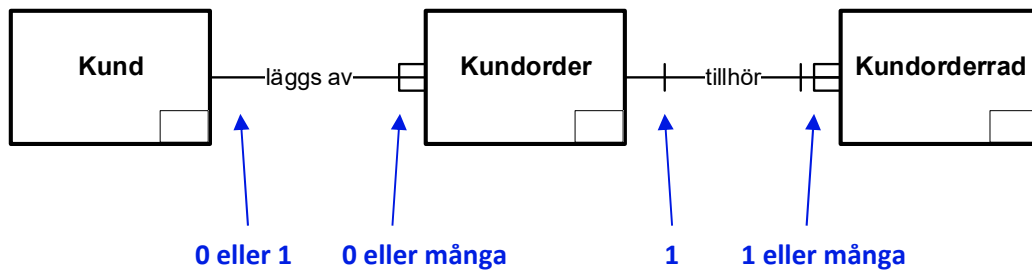 Kund läggs av Kundorder tillhör Kundorderrad
0 eller 1 0 eller många 1 1 eller många